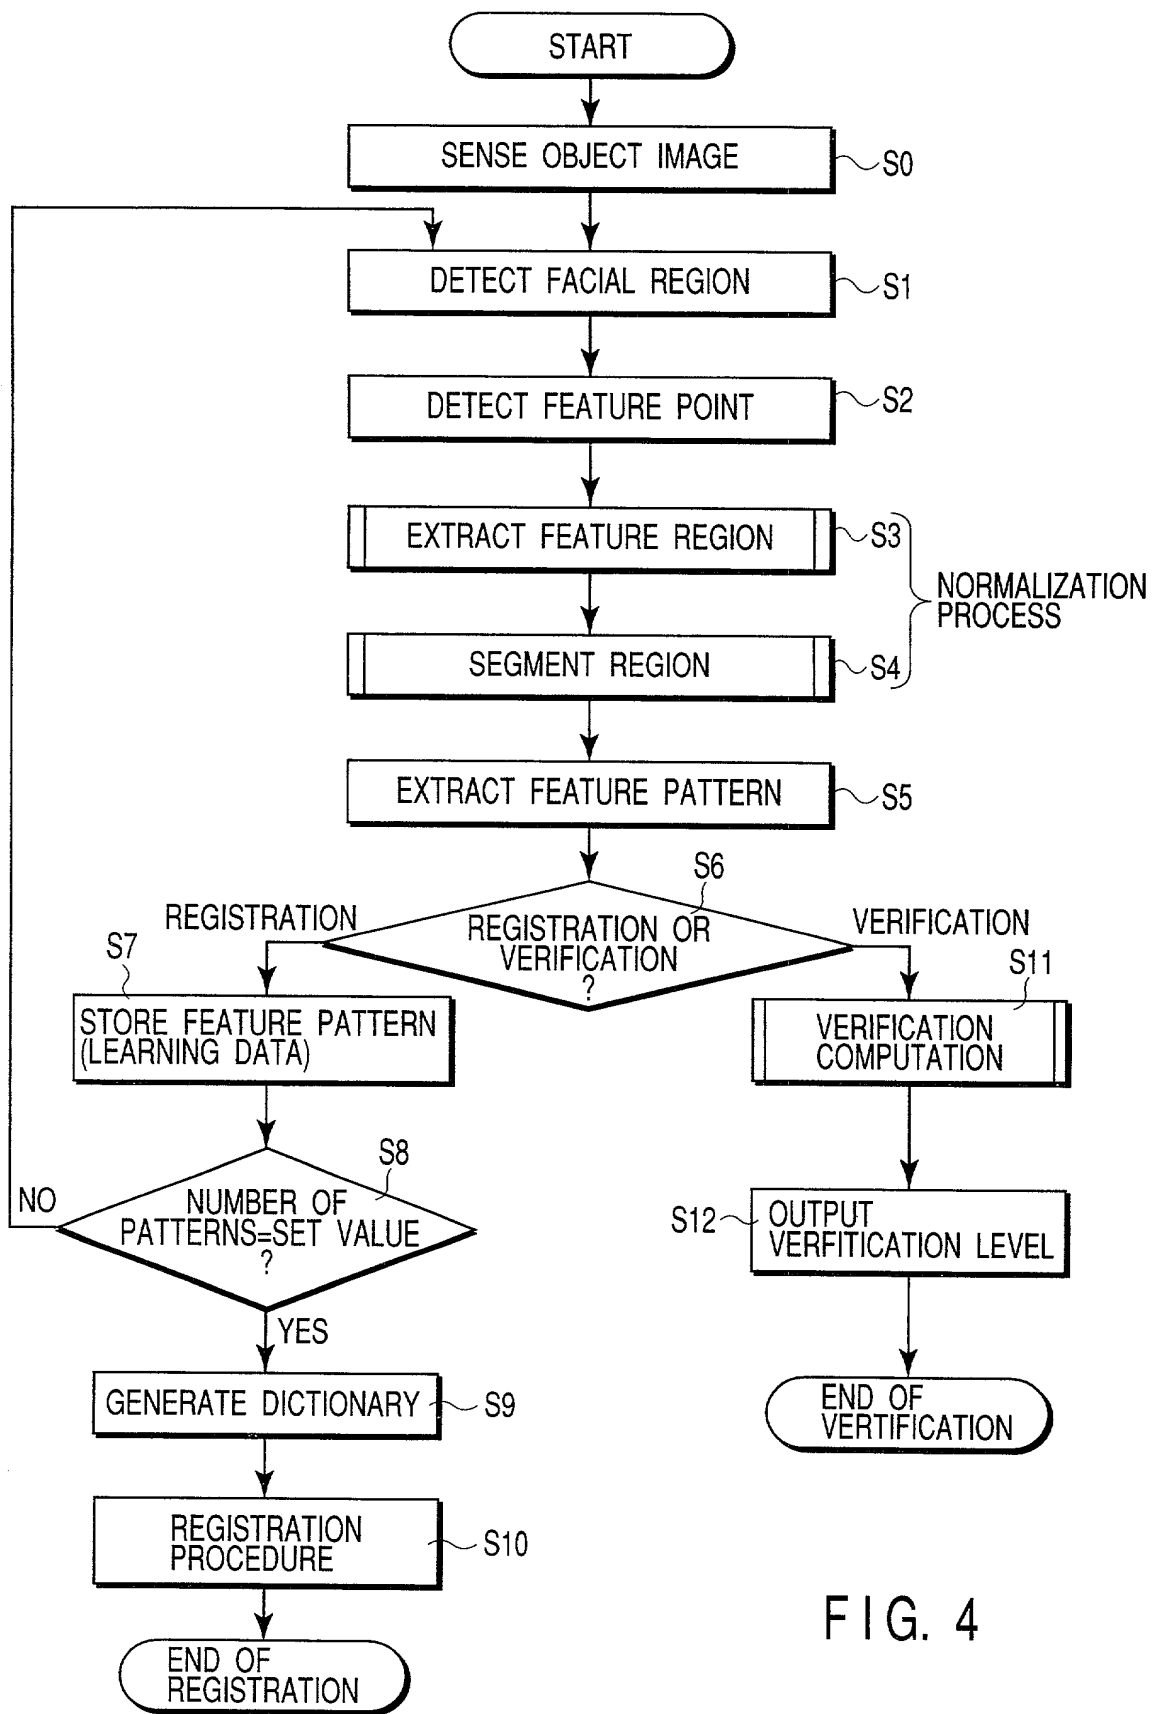 START
SENSE OBJECT IMAGE
S0
DETECT FACIAL REGION
S1
DETECT FEATURE POINT
S2
EXTRACT FEATURE REGION
S3
NORMALIZATION
PROCESS
SEGMENT REGION
S4
EXTRACT FEATURE PATTERN
S5
S6
REGISTRATION OR
VERIFICATION
?
REGISTRATION
VERIFICATION
S7
STORE FEATURE PATTERN
(LEARNING DATA)
S11
VERIFICATION
COMPUTATION
S8
NUMBER OF
PATTERNS=SET VALUE
?
NO
YES
S12
OUTPUT
VERFITICATION LEVEL
GENERATE DICTIONARY
S9
END OF
VERTIFICATION
REGISTRATION
PROCEDURE
S10
END OF
REGISTRATION
FIG. 4